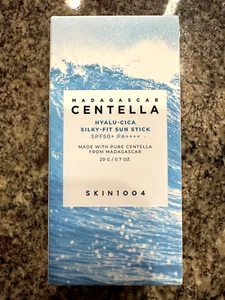 MADAGASCAR
CENTELLA
HYALU-CICA
SILKY-FIT SUN STICK
SPF50+ PA++++
MADE WITH PURE CENTELLA
FROM MADAGASCAR
20 G / 0.7 OZ
SKIN1004